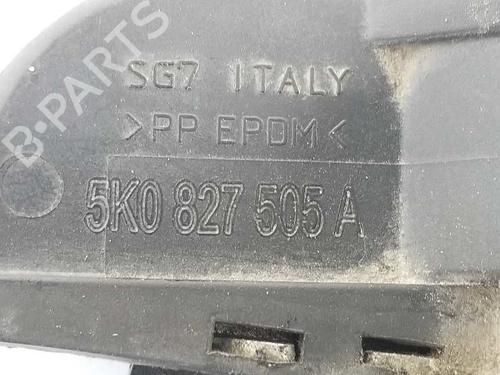 B-PARTS
SG7 ITALY
>PP EPDM<
5K0 827 505 A